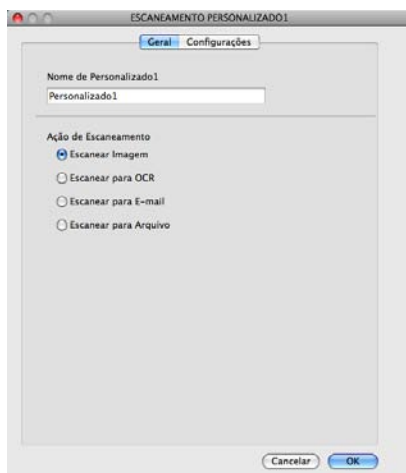 ESCANEAMENTO PERSONALIZADO1
Geral Configurações
Nome de Personalizado1
Personalizado1
Ação de Escaneamento
Escanear Imagem
Escanear para OCR
Escanear para E-mail
Escanear para Arquivo
Cancelar OK